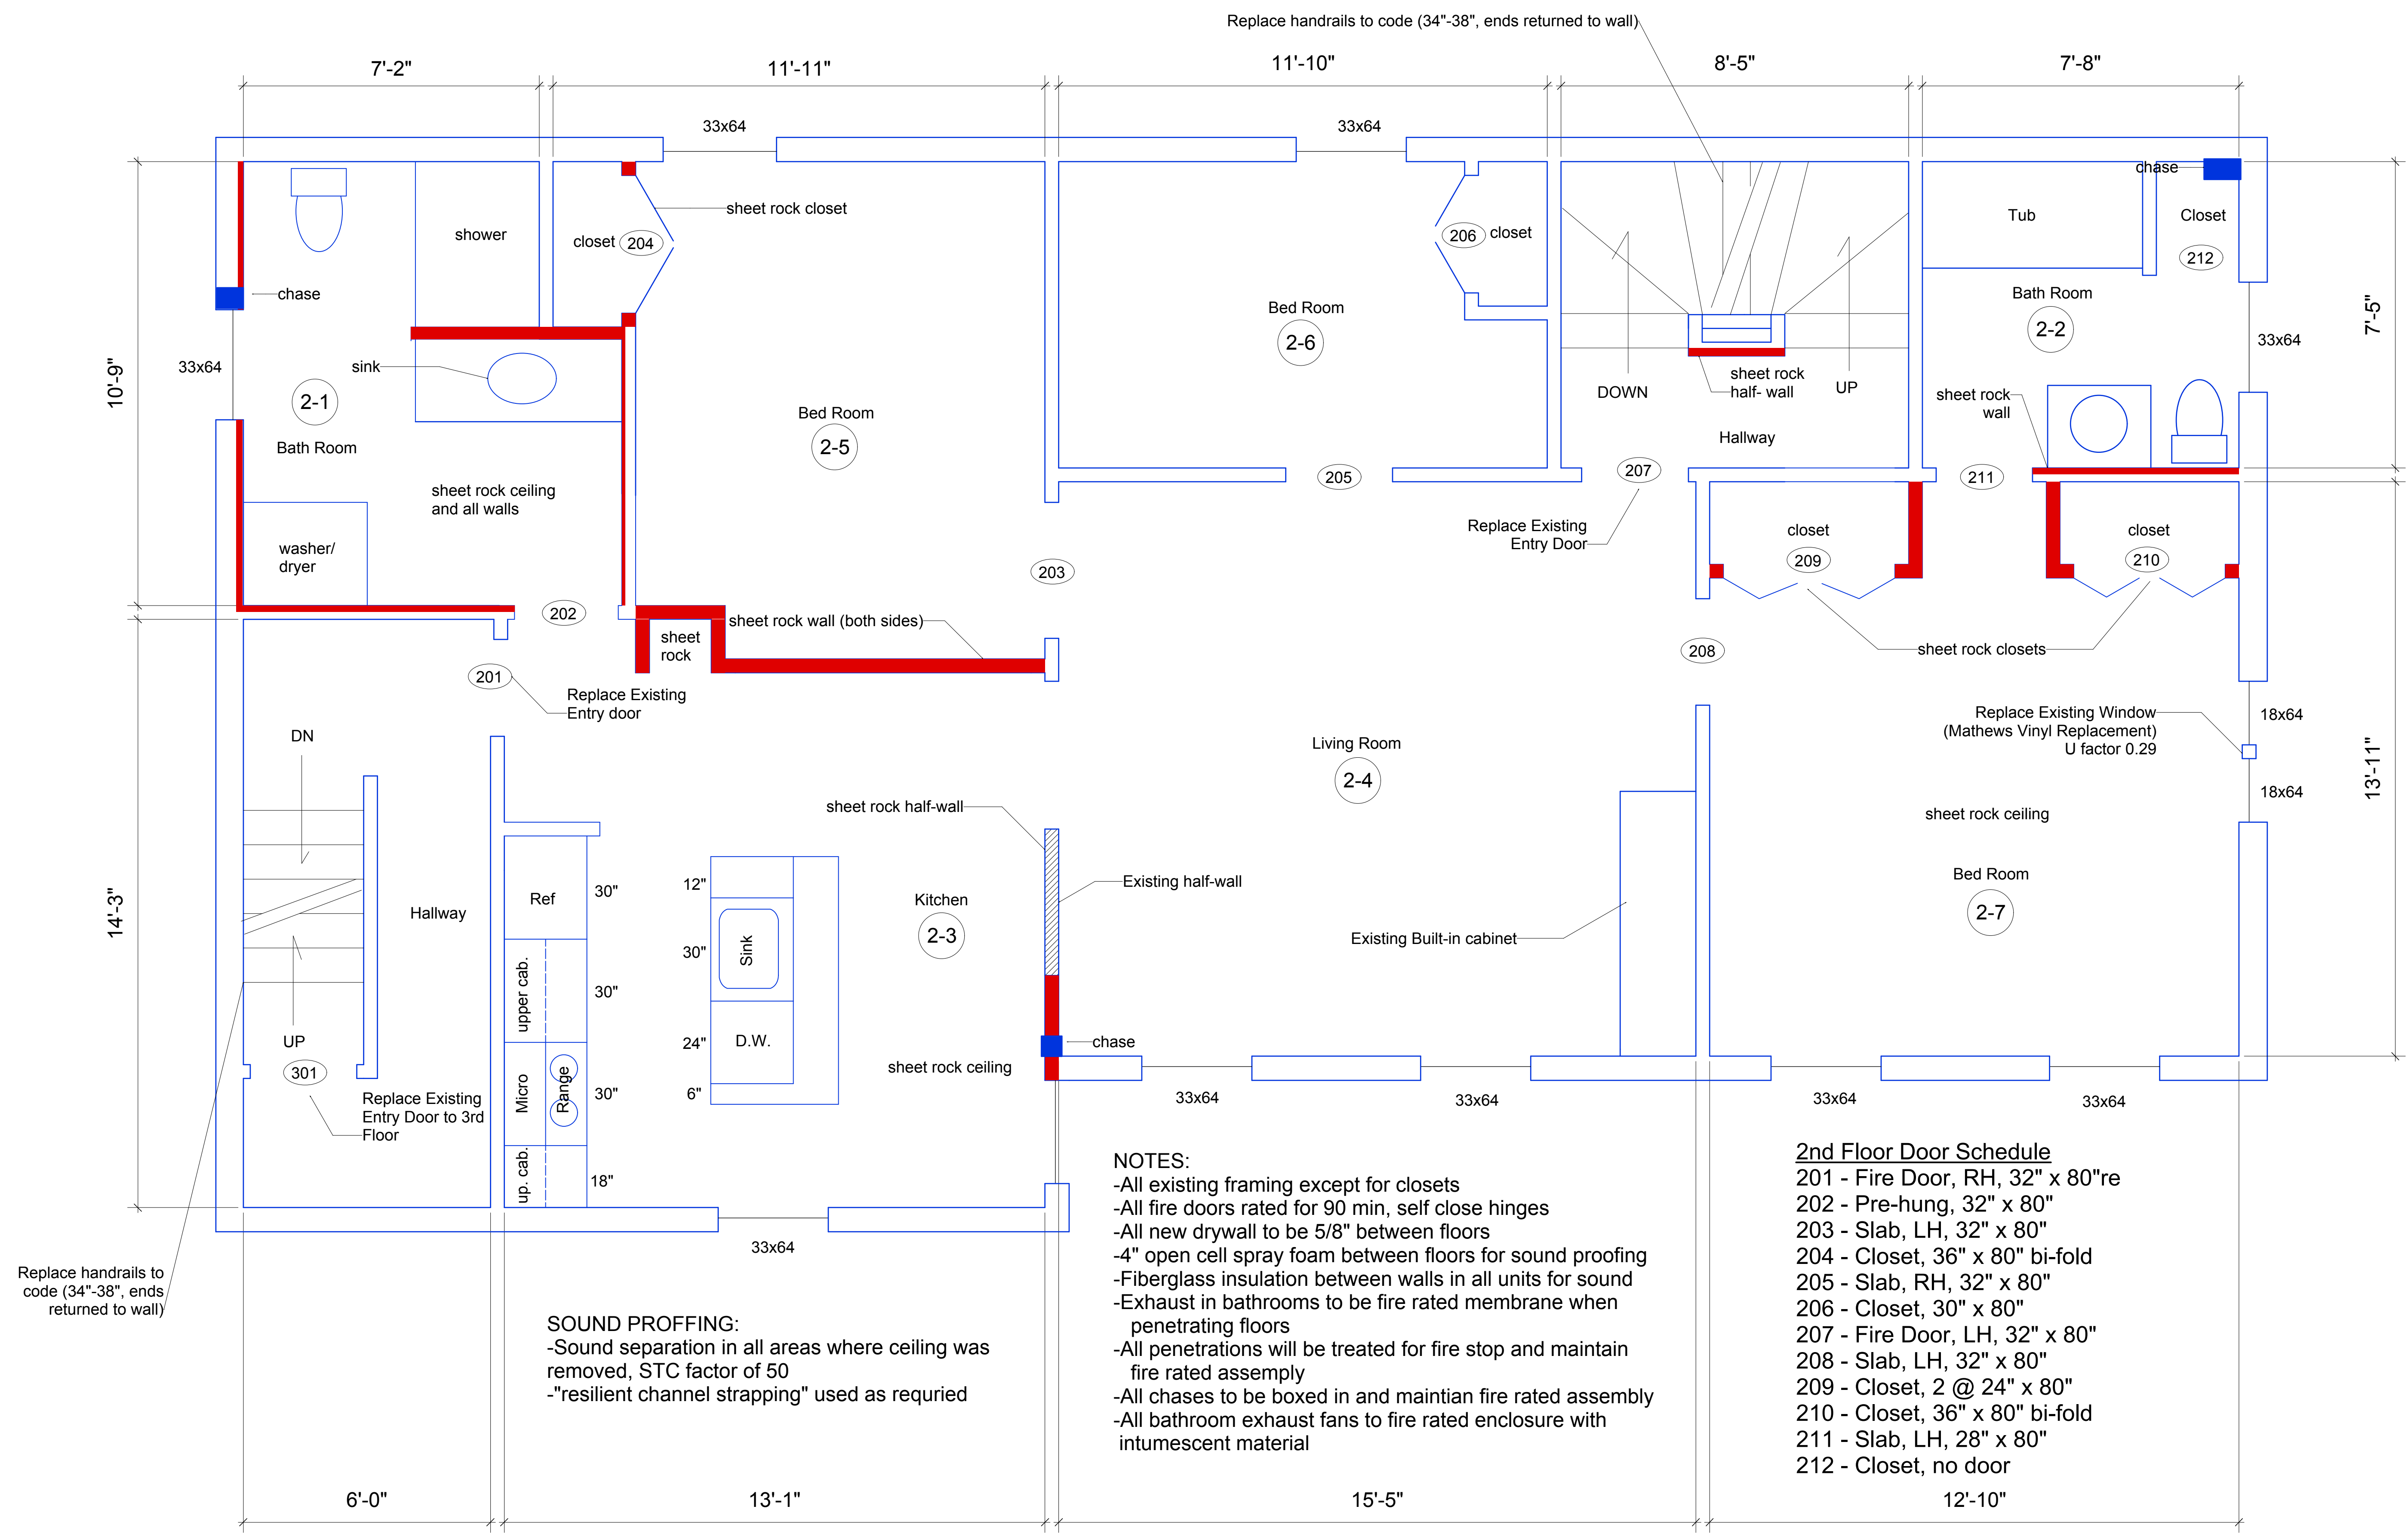 Replace handrails to code (34"-38", ends returned to wall)
7'-2"
11'-11"
11'-10"
8'-5"
7'-8"
33x64
33x64
chase
shower
closet
204
sheet rock closet
206
closet
Tub
Closet
212
chase
Bath Room
2-2
Bed Room
2-6
7'-5"
33x64
33x64
sink
10'-9"
2-1
Bath Room
Bed Room
2-5
DOWN
sheet rock
half- wall
UP
Hallway
sheet rock
wall
205
207
211
sheet rock ceiling
and all walls
Replace Existing
Entry Door
closet
209
closet
210
washer/
dryer
203
202
sheet rock wall (both sides)
sheet
rock
208
sheet rock closets
201
Replace Existing
Entry door
DN
Living Room
2-4
Replace Existing Window
(Mathews Vinyl Replacement)
U factor 0.29
18x64
18x64
13'-11"
sheet rock half-wall
sheet rock ceiling
Existing half-wall
Bed Room
2-7
14'-3"
Hallway
Ref
30"
12"
Kitchen
2-3
Existing Built-in cabinet
upper cab.
30"
30"
Sink
UP
301
24"
D.W.
chase
sheet rock ceiling
Micro
Range
30"
6"
Replace Existing
Entry Door to 3rd
Floor
33x64
33x64
33x64
33x64
up. cab.
18"
33x64
Replace handrails to
code (34"-38", ends
returned to wall)
SOUND PROFFING:
-Sound separation in all areas where ceiling was
removed, STC factor of 50
-"resilient channel strapping" used as requried
NOTES:
-All existing framing except for closets
-All fire doors rated for 90 min, self close hinges
-All new drywall to be 5/8" between floors
-4" open cell spray foam between floors for sound proofing
-Fiberglass insulation between walls in all units for sound
-Exhaust in bathrooms to be fire rated membrane when
penetrating floors
-All penetrations will be treated for fire stop and maintain
fire rated assemply
-All chases to be boxed in and maintian fire rated assembly
-All bathroom exhaust fans to fire rated enclosure with
intumescent material
2nd Floor Door Schedule
201 - Fire Door, RH, 32" x 80"re
202 - Pre-hung, 32" x 80"
203 - Slab, LH, 32" x 80"
204 - Closet, 36" x 80" bi-fold
205 - Slab, RH, 32" x 80"
206 - Closet, 30" x 80"
207 - Fire Door, LH, 32" x 80"
208 - Slab, LH, 32" x 80"
209 - Closet, 2 @ 24" x 80"
210 - Closet, 36" x 80" bi-fold
211 - Slab, LH, 28" x 80"
212 - Closet, no door
6'-0"
13'-1"
15'-5"
12'-10"